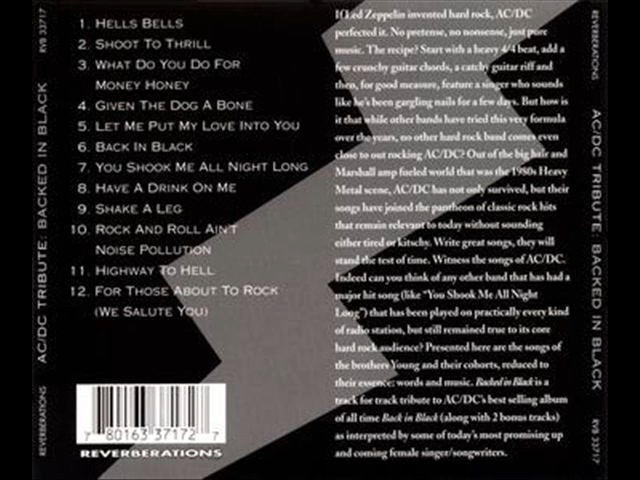 REVERBERATIONS AC/DC TRIBUTE: BACKED IN BLACK RVB 33717
1. HELLS BELLS
2. SHOOT TO THRILL
3. WHAT DO YOU DO FOR
MONEY HONEY
4. GIVEN THE DOG A BONE
5. LET ME PUT MY LOVE INTO YOU
6. BACK IN BLACK
7. YOU SHOOK ME ALL NIGHT LONG
8. HAVE A DRINK ON ME
9. SHAKE A LEG
10. ROCK AND ROLL AIN'T
NOISE POLLUTION
11. HIGHWAY TO HELL
12. FOR THOSE ABOUT TO ROCK
(WE SALUTE YOU)
7 80163 37172 7
REVERBERATIONS
If Led Zeppelin invented hard rock, AC/DC
perfected it. No pretense, no nonsense, just pure
music. The recipe? Start with a heavy 4/4 beat, add a
few crunchy guitar chords, a catchy guitar riff and
then, for good measure, feature a singer who sounds
like he's been gargling nails for a few days. But how is
it that while other bands have tried this very formula
over the years, no other hard rock band comes even
close to out rocking AC/DC? Out of the big hair and
Marshall amp fueled world that was the 1980s Heavy
Metal scene, AC/DC has not only survived, but their
songs have joined the pantheon of classic rock hits
that remain relevant to today without sounding
either tired or kitschy. Write great songs, they will
stand the test of time. Witness the songs of AC/DC.
Indeed can you think of any other band that has had a
major hit song (like "You Shook Me All Night
Long") that has been played on practically every kind
of radio station, but still remained true to its core
hard rock audience? Presented here are the songs of
the brothers Young and their cohorts, reduced to
their essence: words and music. Backed in Black is a
track for track tribute to AC/DC's best selling album
of all time Back in Black (along with 2 bonus tracks)
as interpreted by some of today's most promising up
and coming female singer/songwriters.
REVERBERATIONS AC/DC TRIBUTE: BACKED IN BLACK RVB 33717